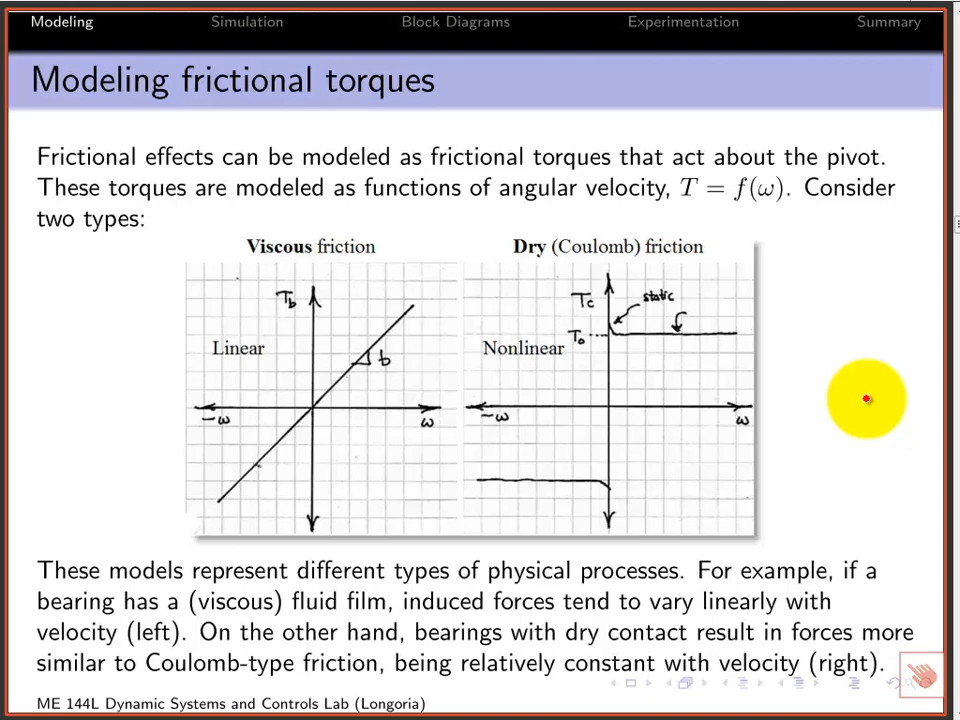 Modeling Simulation Block Diagrams Experimentation Summary
Modeling frictional torques
Frictional effects can be modeled as frictional torques that act about the pivot.
These torques are modeled as functions of angular velocity, T = f(ω). Consider
two types:
Viscous friction
Dry (Coulomb) friction
Tb
Linear
b
−ω
ω
Tc
static
To
Nonlinear
−ω
ω
These models represent different types of physical processes. For example, if a
bearing has a (viscous) fluid film, induced forces tend to vary linearly with
velocity (left). On the other hand, bearings with dry contact result in forces more
similar to Coulomb-type friction, being relatively constant with velocity (right).
ME 144L Dynamic Systems and Controls Lab (Longoria)